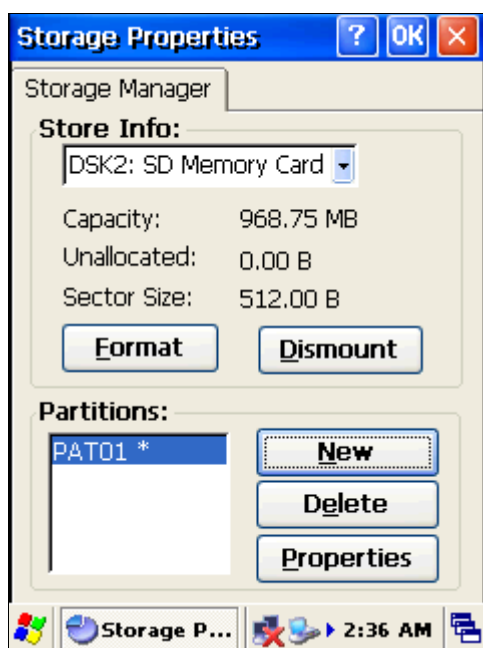 Storage Properties ? OK
Storage Manager
Store Info:
DSK2: SD Memory Card
Capacity: 968.75 MB
Unallocated: 0.00 B
Sector Size: 512.00 B
Format Dismount
Partitions:
PAT01 * New
Delete
Properties
Storage P... 2:36 AM